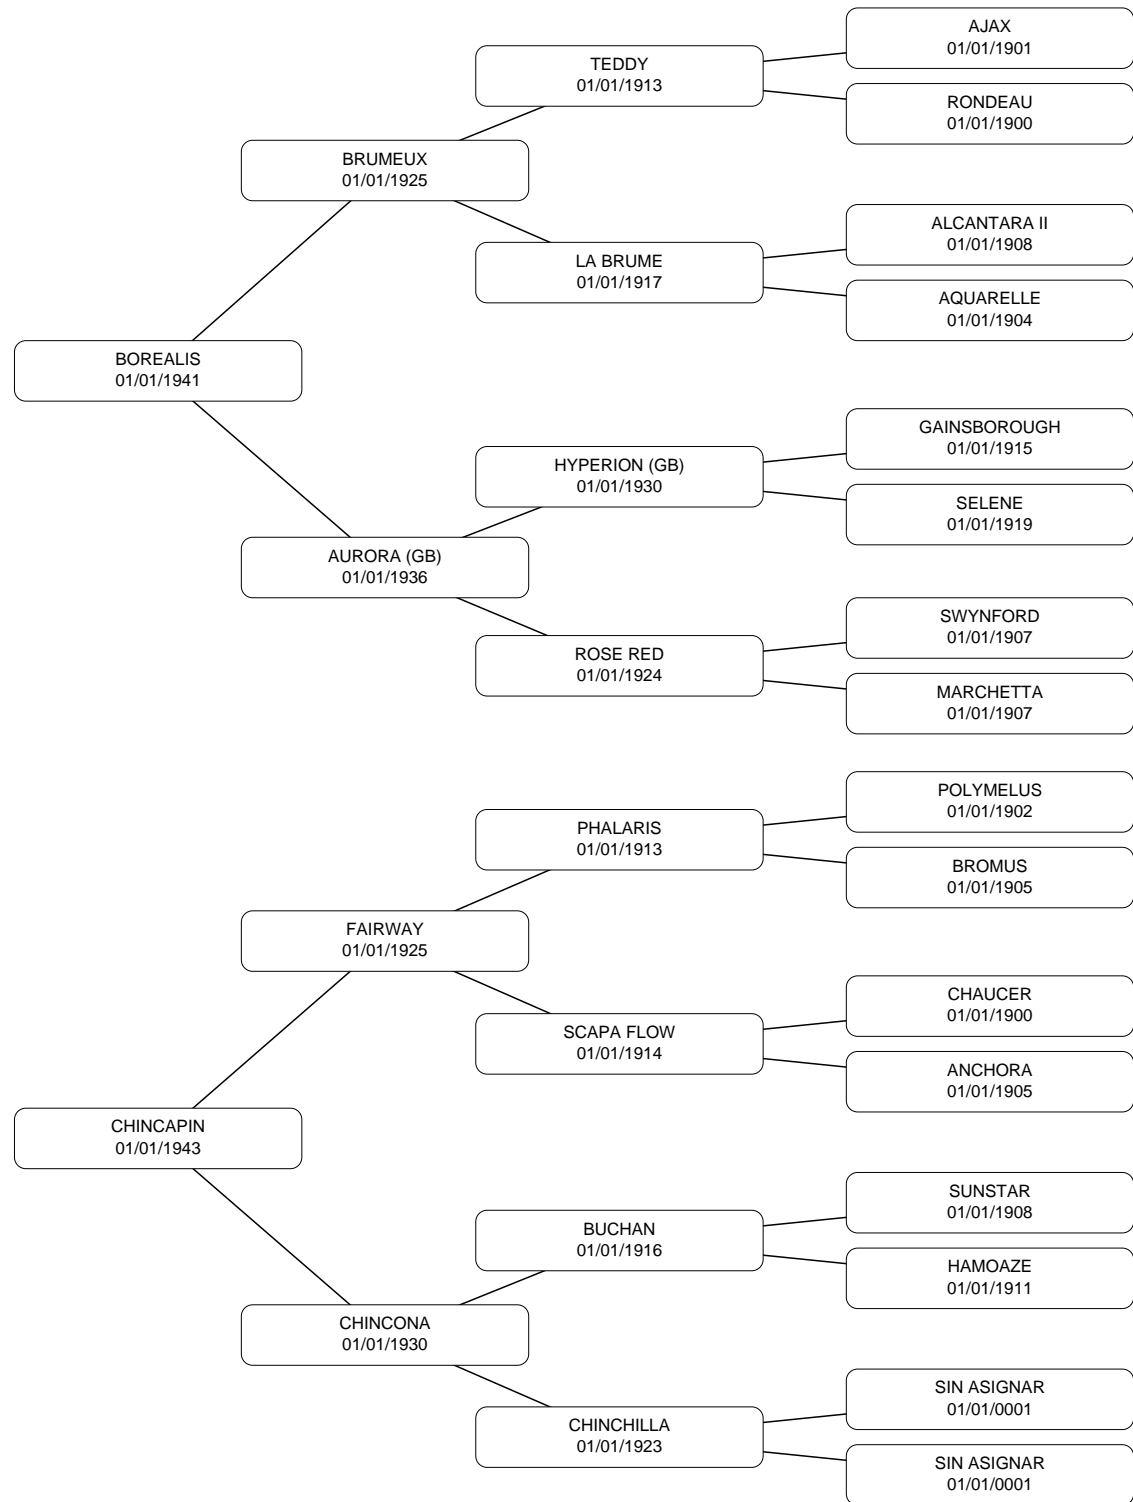 AJAX
01/01/1901
TEDDY
01/01/1913
RONDEAU
01/01/1900
BRUMEUX
01/01/1925
ALCANTARA II
01/01/1908
LA BRUME
01/01/1917
AQUARELLE
01/01/1904
BOREALIS
01/01/1941
GAINSBOROUGH
01/01/1915
HYPERION (GB)
01/01/1930
SELENE
01/01/1919
AURORA (GB)
01/01/1936
SWYNFORD
01/01/1907
ROSE RED
01/01/1924
MARCHETTA
01/01/1907
POLYMELUS
01/01/1902
PHALARIS
01/01/1913
BROMUS
01/01/1905
FAIRWAY
01/01/1925
CHAUCER
01/01/1900
SCAPA FLOW
01/01/1914
ANCHORA
01/01/1905
CHINCAPIN
01/01/1943
SUNSTAR
01/01/1908
BUCHAN
01/01/1916
HAMOAZE
01/01/1911
CHINCONA
01/01/1930
SIN ASIGNAR
01/01/0001
CHINCHILLA
01/01/1923
SIN ASIGNAR
01/01/0001